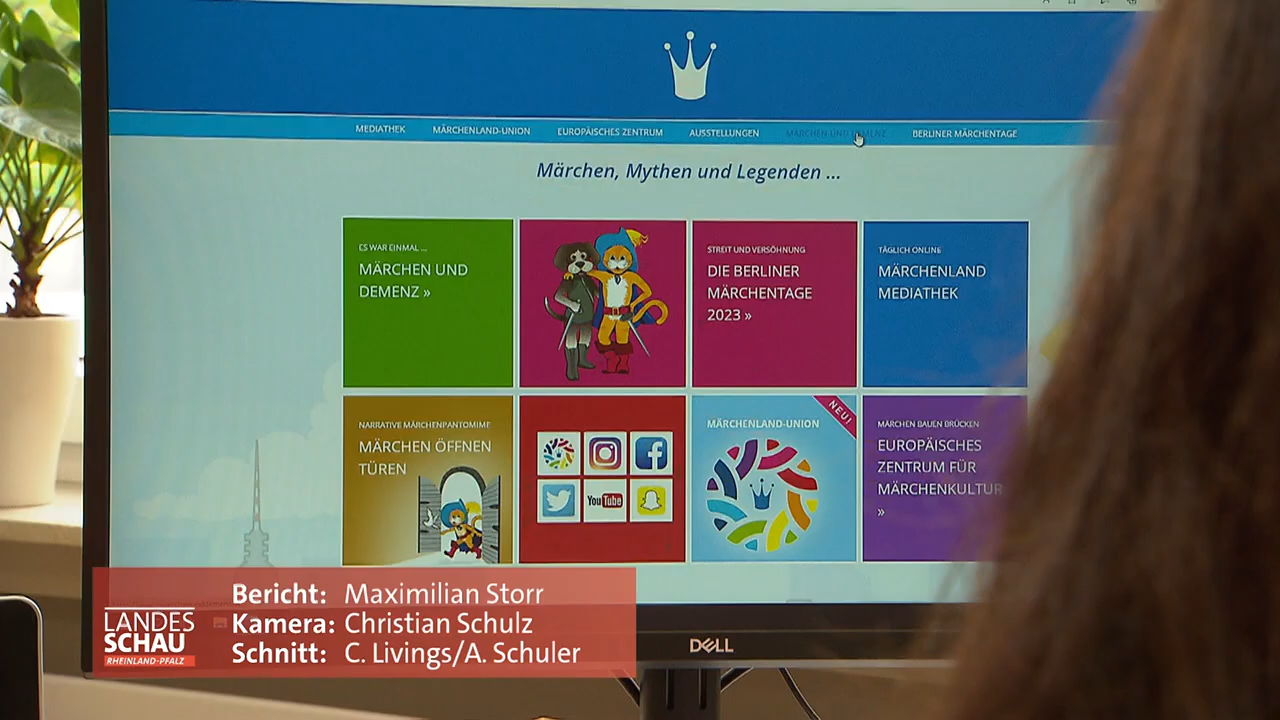 MEDIATHEK
MÄRCHENLAND-UNION
EUROPÄISCHES ZENTRUM
AUSSTELLUNGEN
MÄRCHEN UND DEMENZ
BERLINER MÄRCHENTAGE
Märchen, Mythen und Legenden ...
ES WAR EINMAL ...
MÄRCHEN UND
DEMENZ »
STREIT UND VERSÖHNUNG
DIE BERLINER
MÄRCHENTAGE
2023 »
TÄGLICH ONLINE
MÄRCHENLAND
MEDIATHEK
NARRATIVE MÄRCHENPANTOMIME
MÄRCHEN ÖFFNEN
TÜREN
You Tube
MÄRCHENLAND-UNION
NEU!
MÄRCHEN BAUEN BRÜCKEN
EUROPÄISCHES
ZENTRUM FÜR
MÄRCHENKULTUR
»
DELL
LANDES
SCHAU
RHEINLAND-PFALZ
Bericht: Maximilian Storr
Kamera: Christian Schulz
Schnitt: C. Livings/A. Schuler